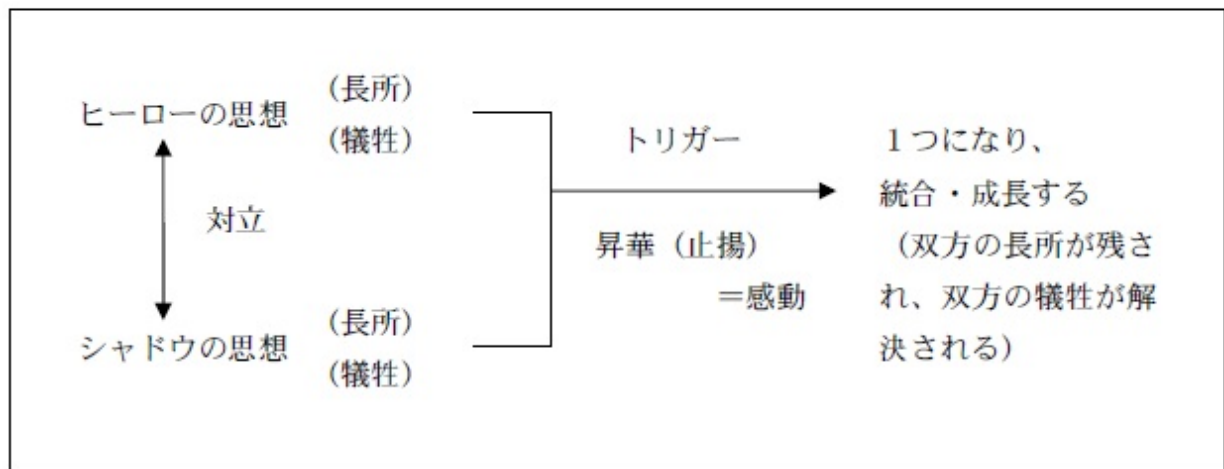 ヒーローの思想
(長所)
(犠牲)
対立
シャドウの思想
(長所)
(犠牲)
トリガー
昇華（止揚）
＝感動
１つになり、
統合・成長する
（双方の長所が残さ
れ、双方の犠牲が解
決される）